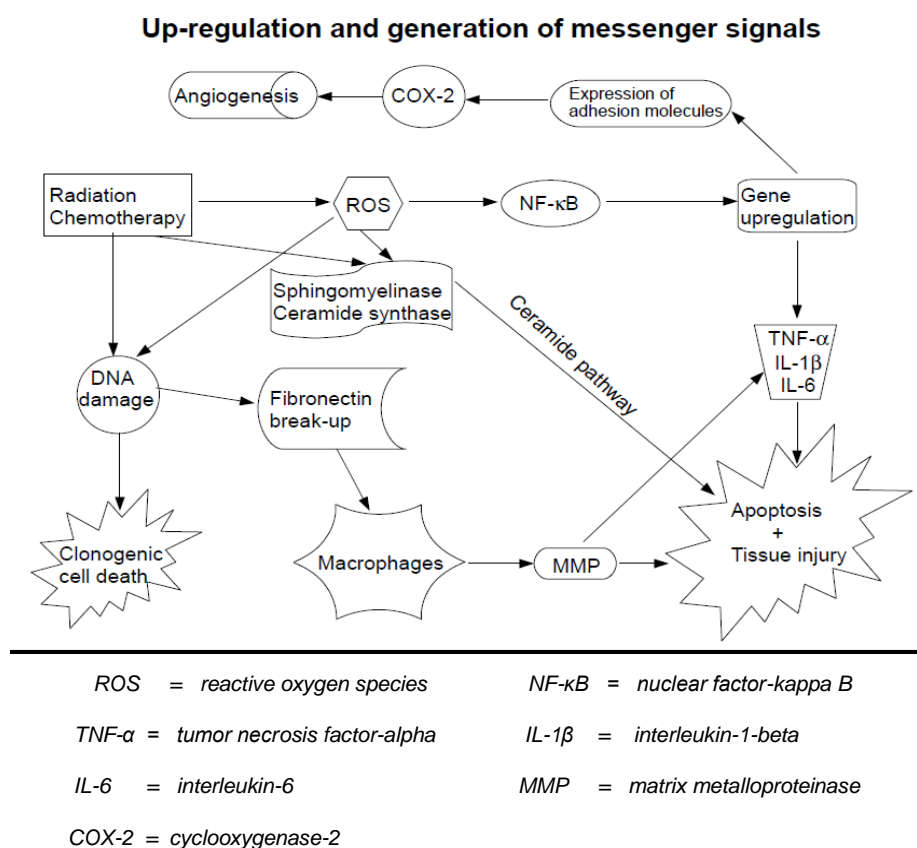 Up-regulation and generation of messenger signals
Angiogenesis
COX-2
Expression of
adhesion molecules
Radiation
Chemotherapy
ROS
NF-κB
Gene
upregulation
Sphingomyelinase
Ceramide synthase
Ceramide pathway
TNF-α
IL-1β
IL-6
DNA
damage
Fibronectin
break-up
Clonogenic
cell death
Macrophages
MMP
Apoptosis
+
Tissue injury
ROS = reactive oxygen species
NF-κB = nuclear factor-kappa B
TNF-α = tumor necrosis factor-alpha
IL-1β = interleukin-1-beta
IL-6 = interleukin-6
MMP = matrix metalloproteinase
COX-2 = cyclooxygenase-2